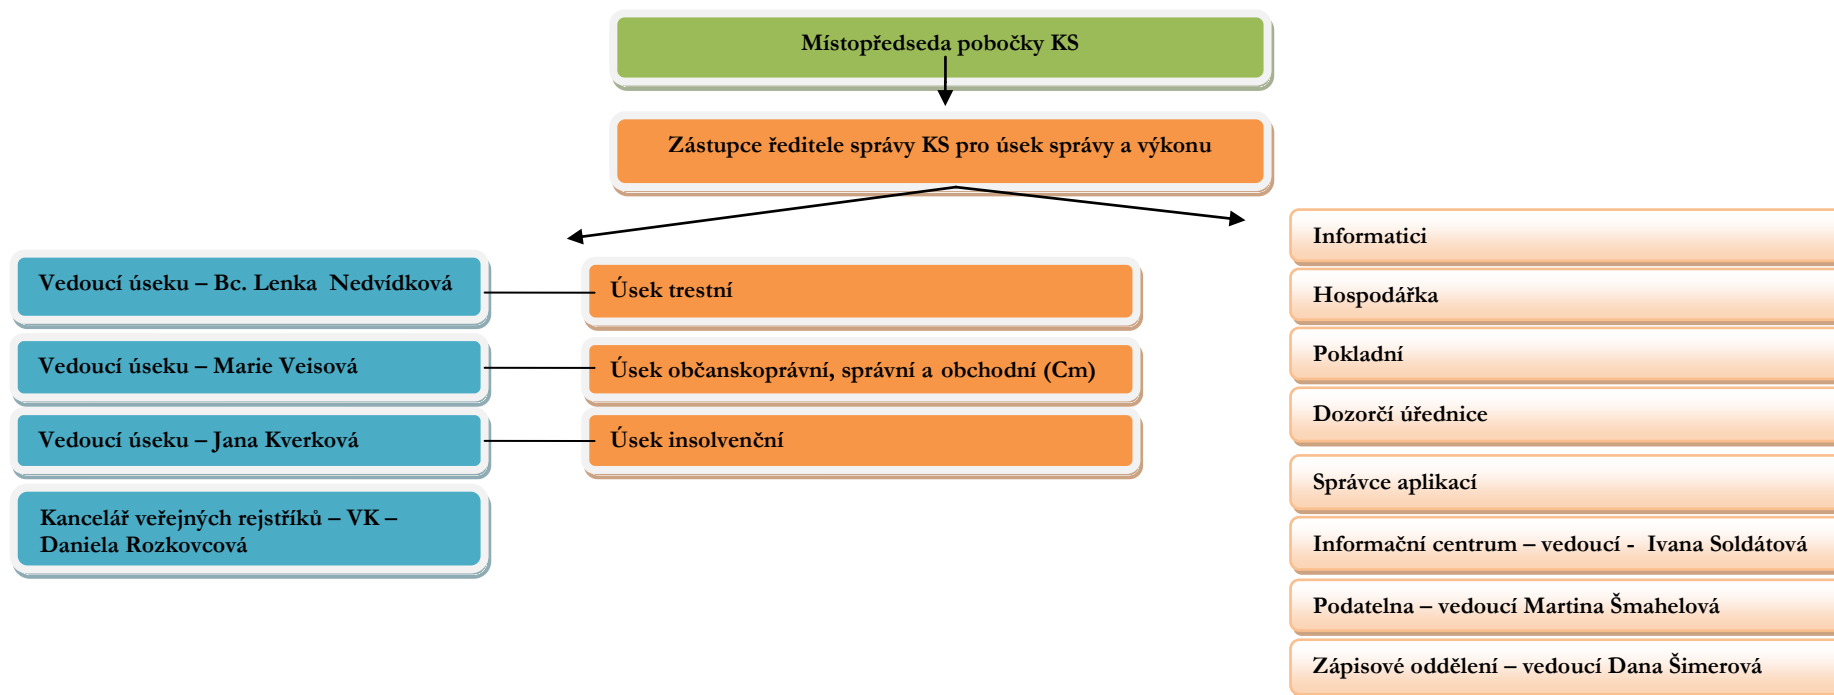 Místopředseda pobočky KS
Zástupce ředitele správy KS pro úsek správy a výkonu
Vedoucí úseku – Bc. Lenka  Nedvídková
Úsek trestní
Vedoucí úseku – Marie Veisová
Úsek občanskoprávní, správní a obchodní (Cm)
Vedoucí úseku – Jana Kverková
Úsek insolvenční
Kancelář veřejných rejstříků – VK –
Daniela Rozkovcová
Informatici
Hospodářka
Pokladní
Dozorčí úřednice
Správce aplikací
Informační centrum – vedoucí -  Ivana Soldátová
Podatelna – vedoucí Martina Šmahelová
Zápisové oddělení – vedoucí Dana Šimerová